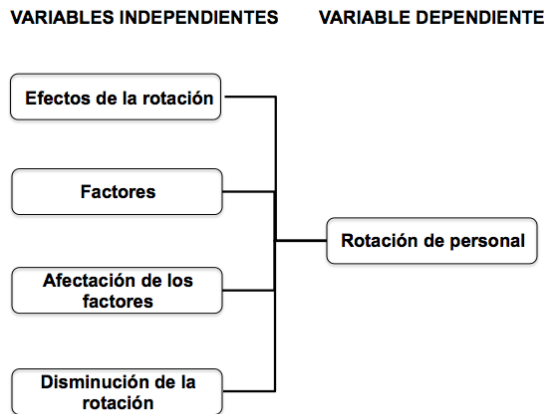 VARIABLES INDEPENDIENTES
VARIABLE DEPENDIENTE
Efectos de la rotación
Factores
Rotación de personal
Afectación de los
factores
Disminución de la
rotación